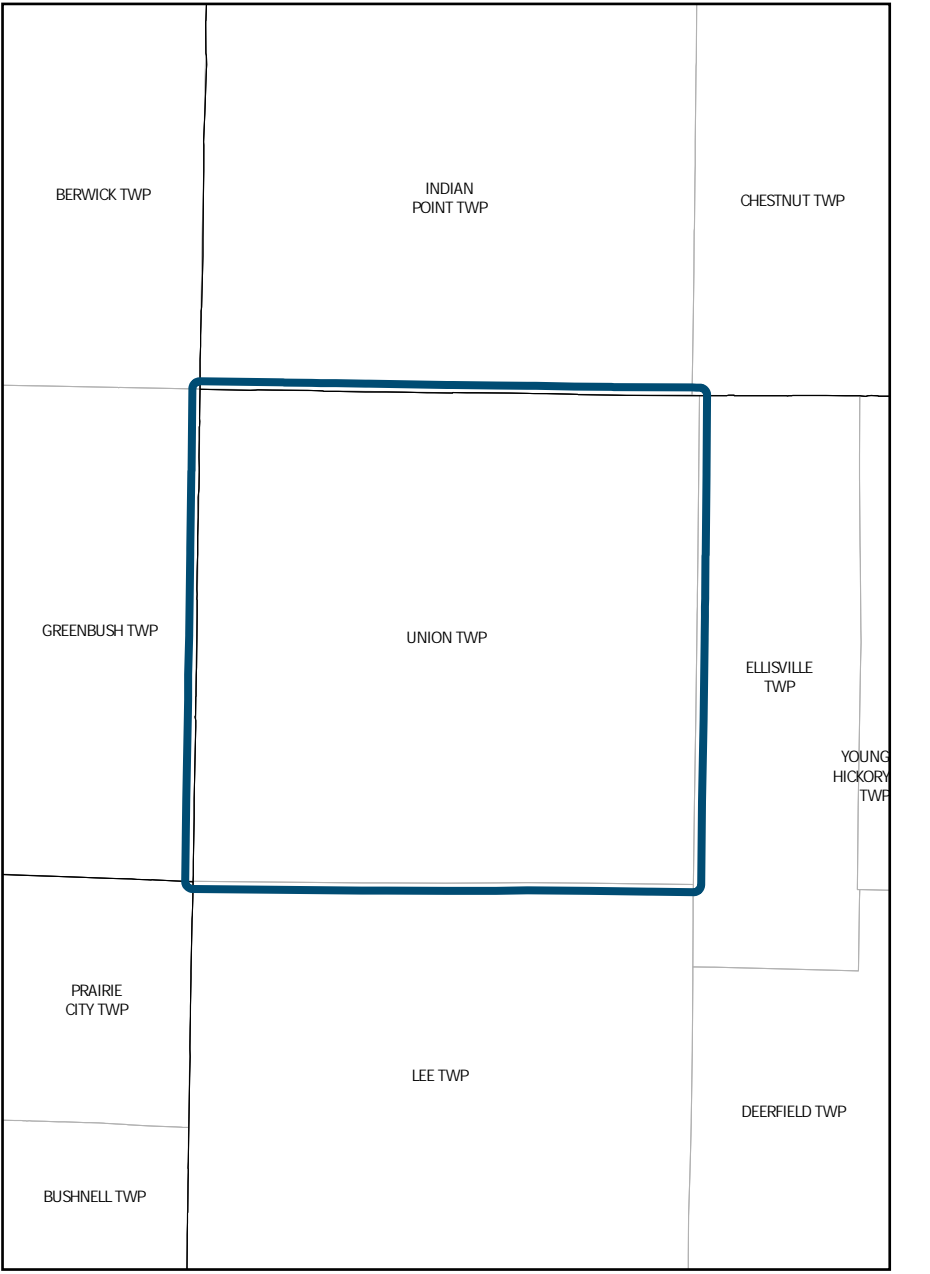 BERWICK TWP
INDIAN
POINT TWP
CHESTNUT TWP
GREENBUSH TWP
UNION TWP
ELLISVILLE
TWP
YOUNG
HICKORY
TWP
PRAIRIE
CITY TWP
LEE TWP
DEERFIELD TWP
BUSHNELL TWP